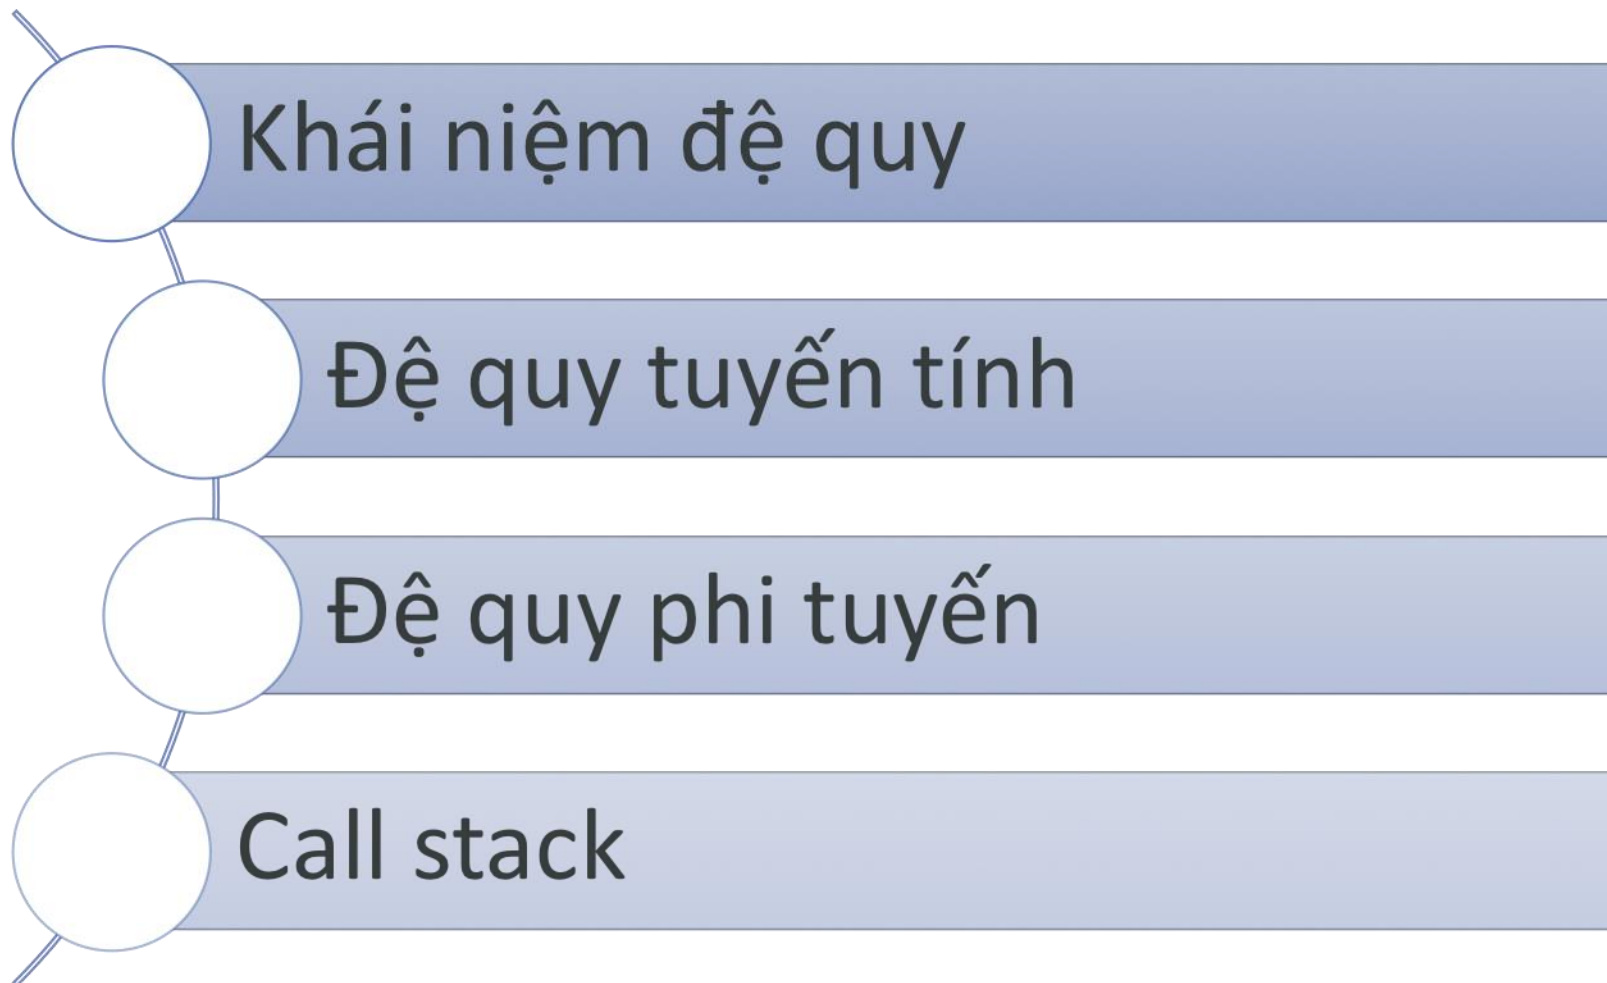 Khái niệm đệ quy
Đệ quy tuyến tính
Đệ quy phi tuyến
Call stack